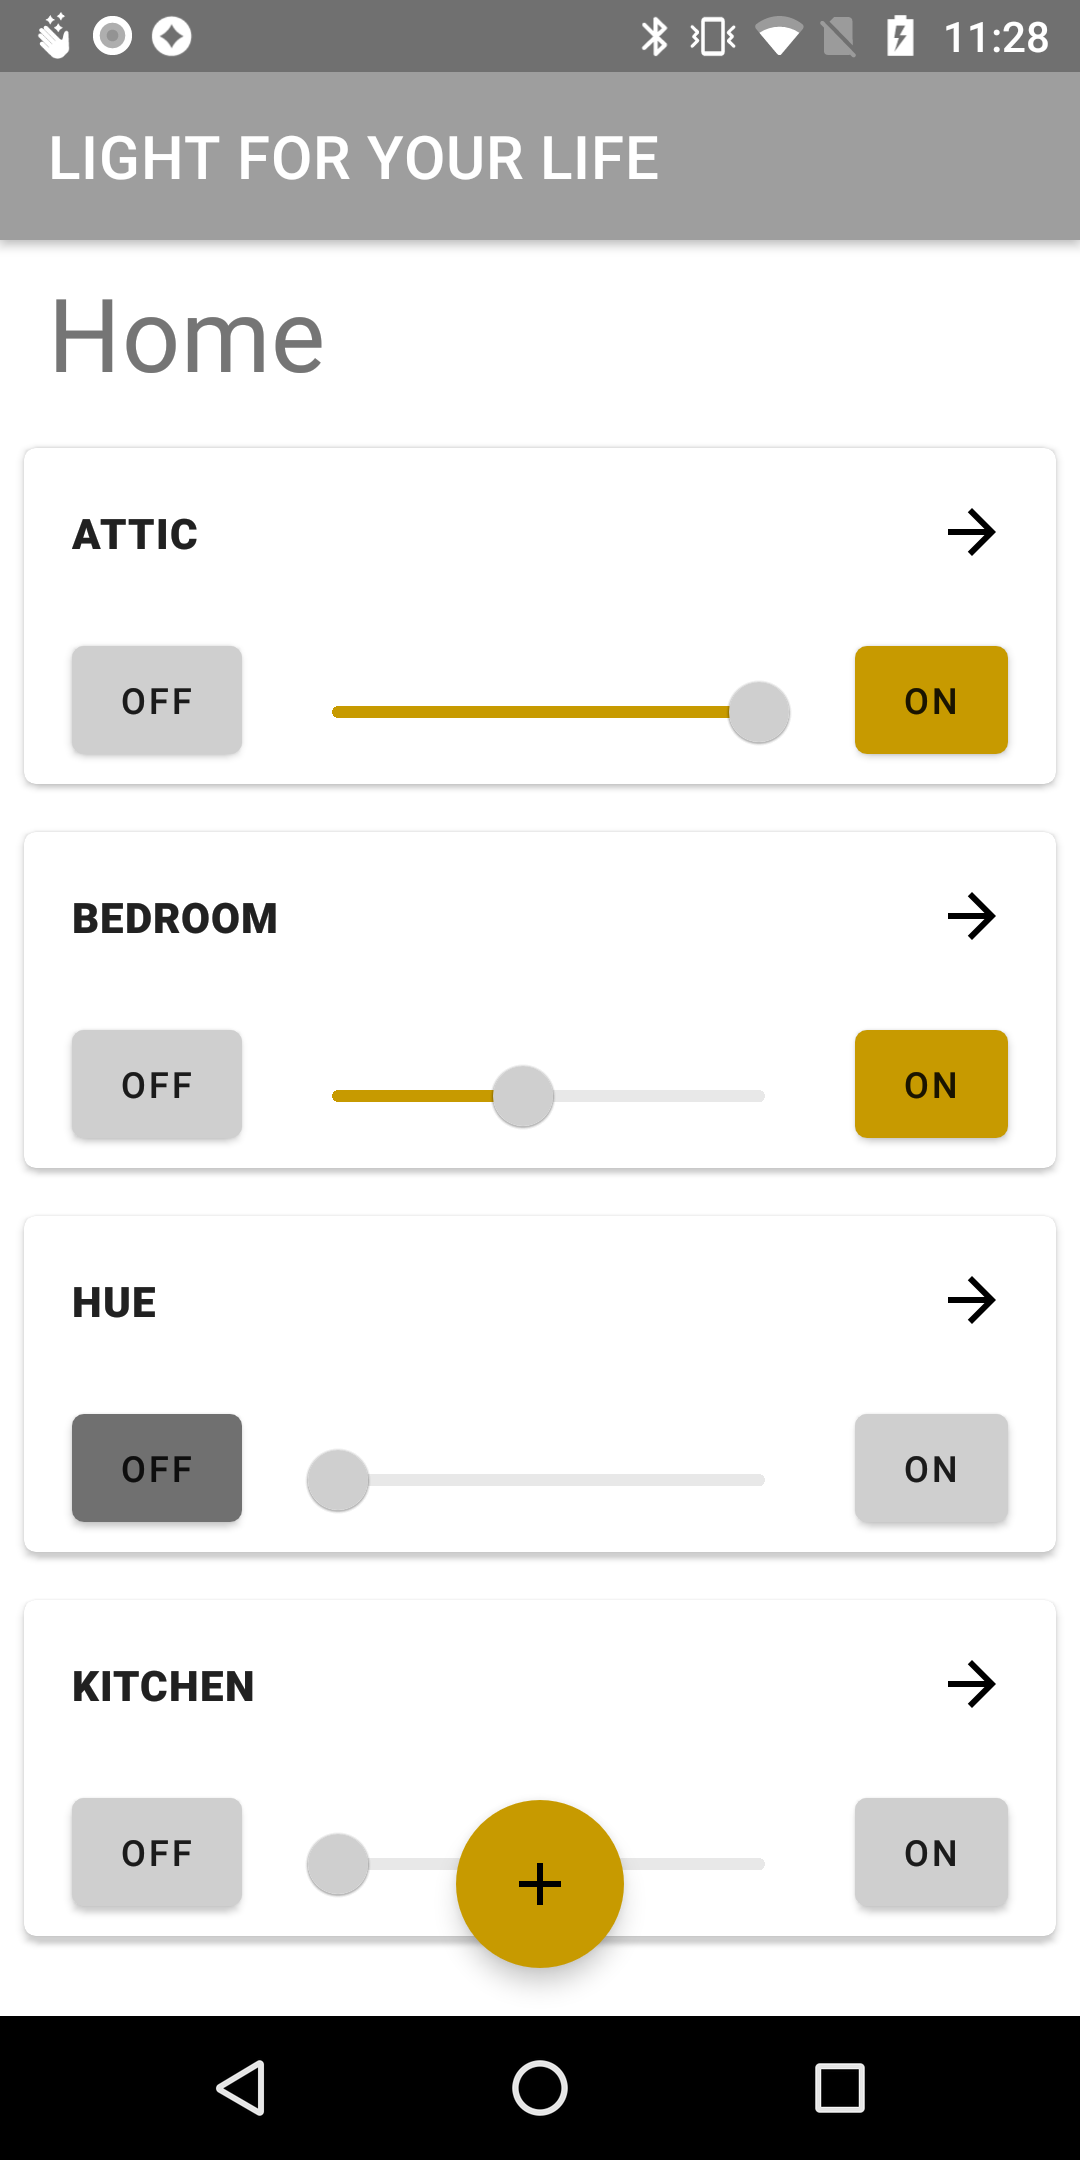 11:28
LIGHT FOR YOUR LIFE
Home
ATTIC
OFF ON
BEDROOM
OFF ON
HUE
OFF ON
KITCHEN
OFF ON